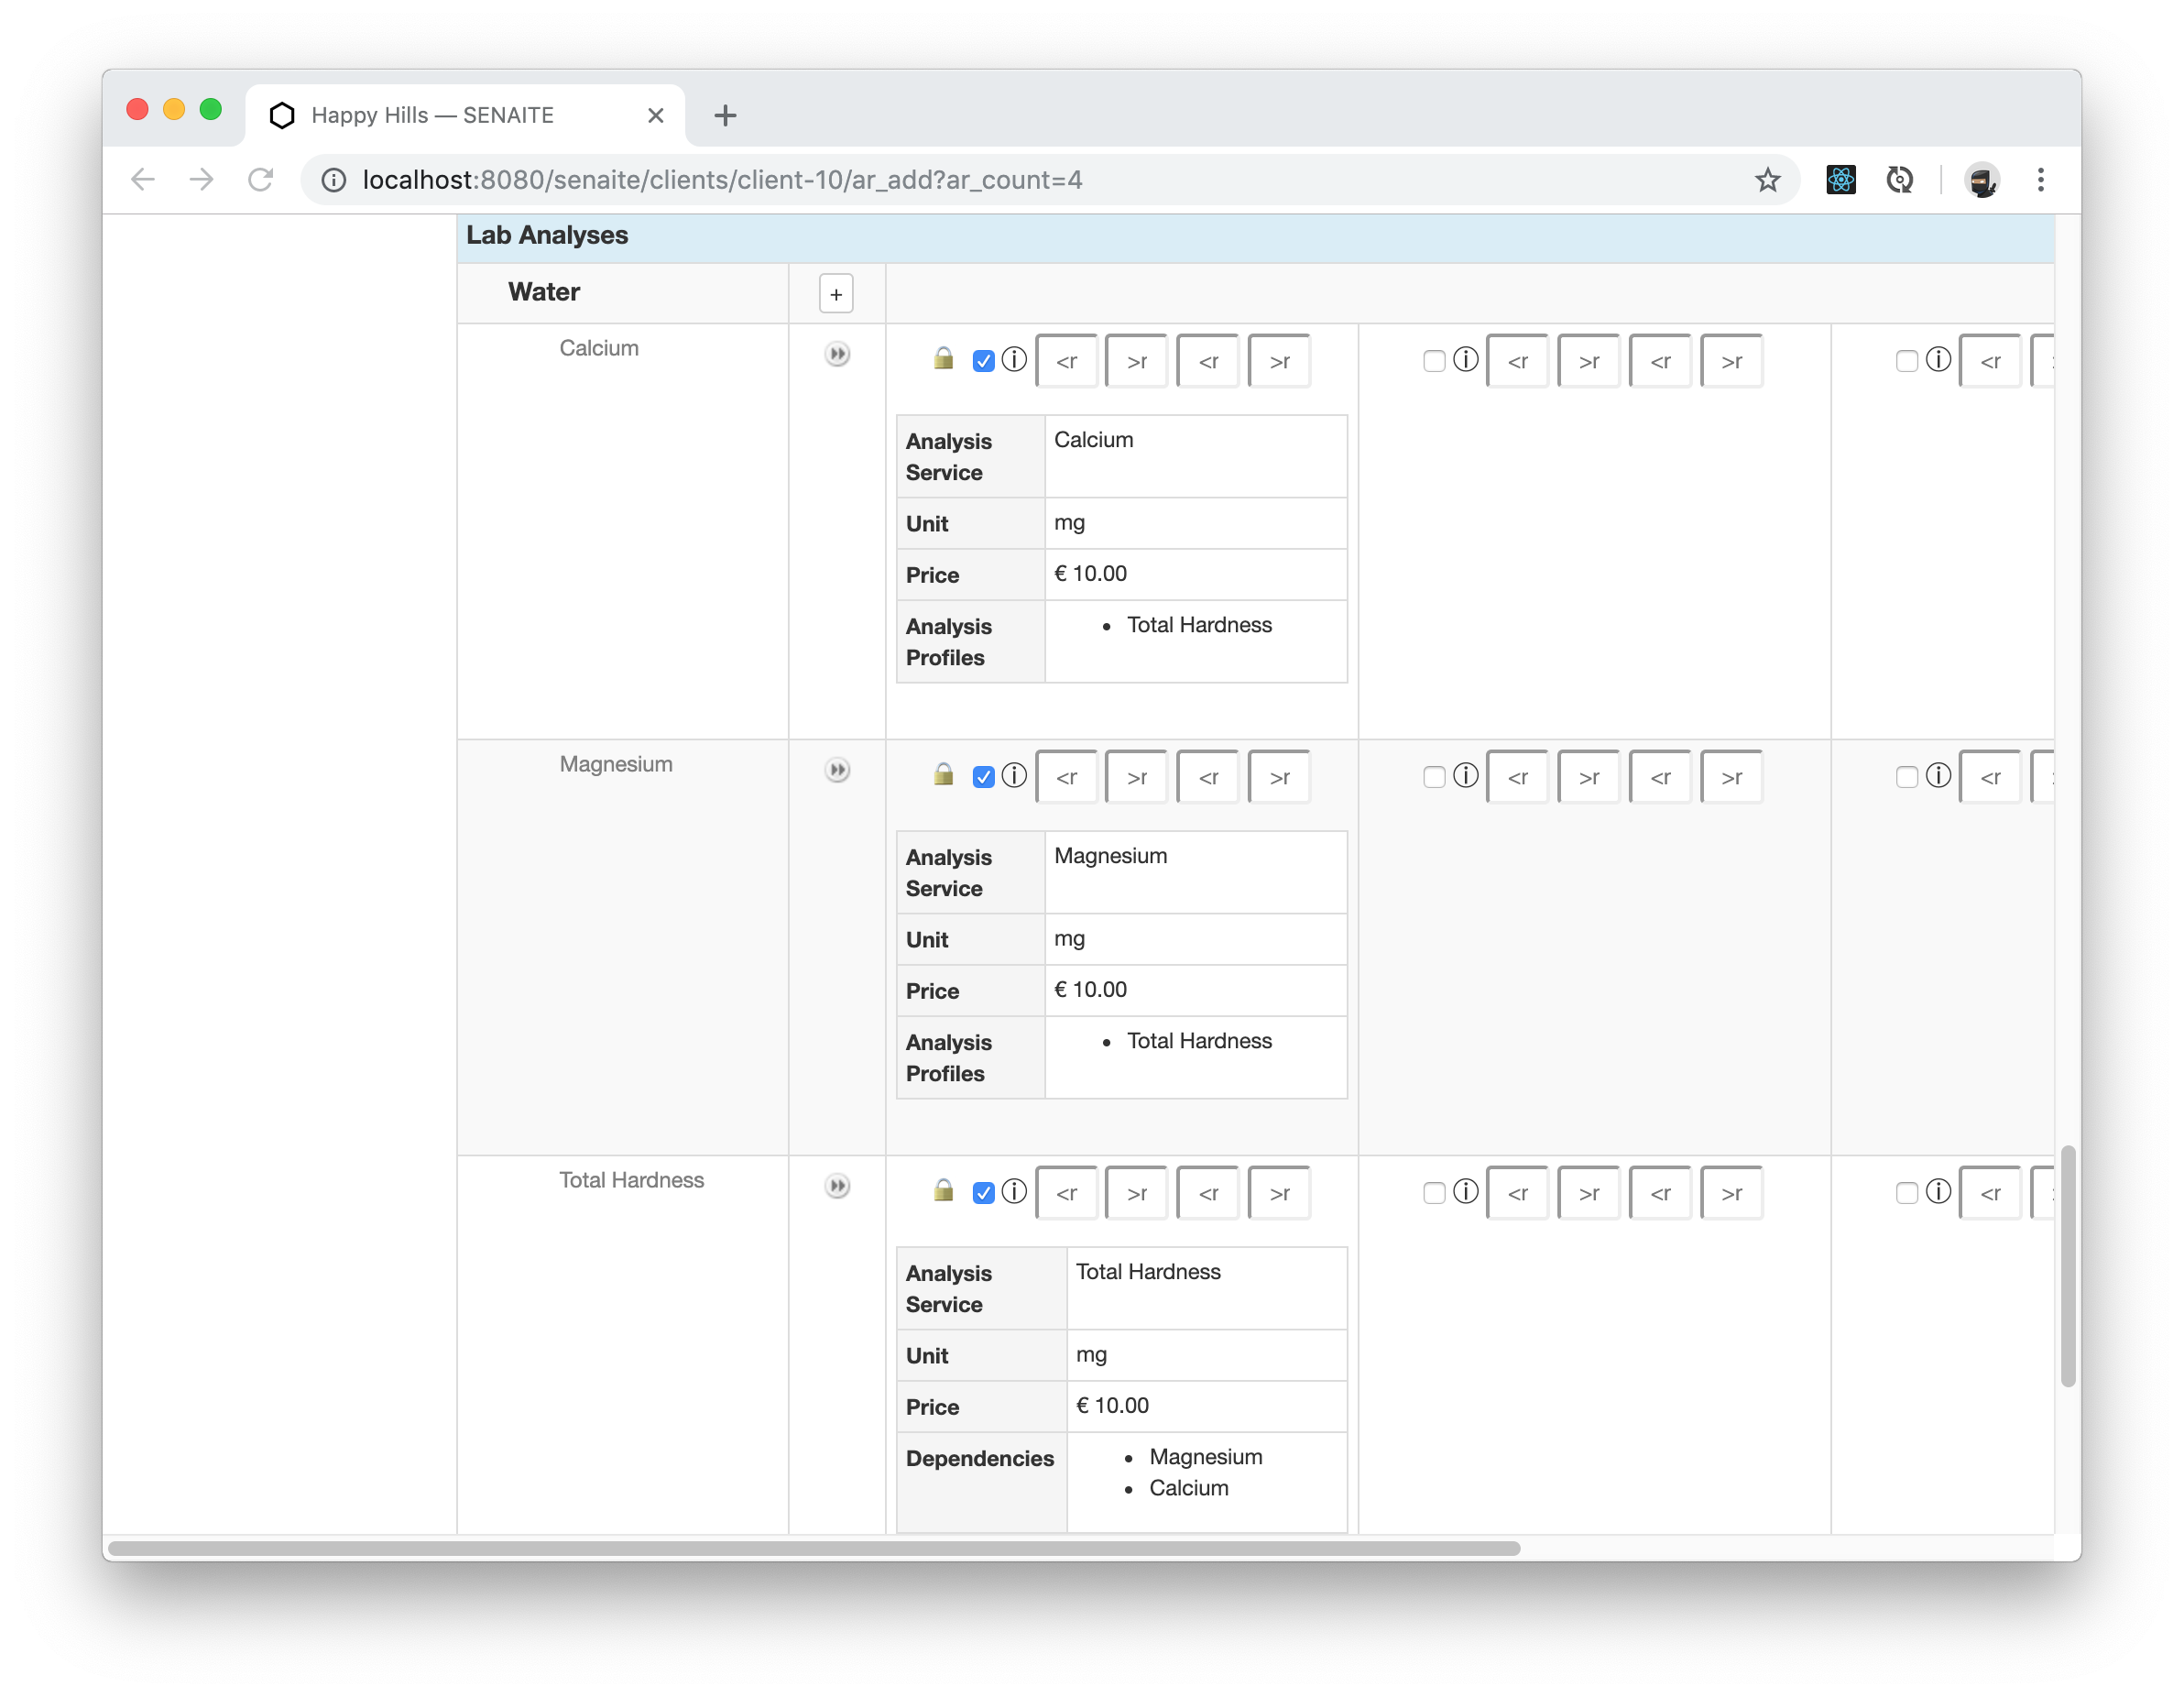 Happy Hills — SENAITE
localhost:8080/senaite/clients/client-10/ar_add?ar_count=4
Lab Analyses
Water +
Calcium <r >r <r >r <r >r <r >r <r
Analysis Service Calcium
Unit mg
Price € 10.00
Analysis Profiles • Total Hardness
Magnesium <r >r <r >r <r >r <r >r <r
Analysis Service Magnesium
Unit mg
Price € 10.00
Analysis Profiles • Total Hardness
Total Hardness <r >r <r >r <r >r <r >r <r
Analysis Service Total Hardness
Unit mg
Price € 10.00
Dependencies • Magnesium
• Calcium